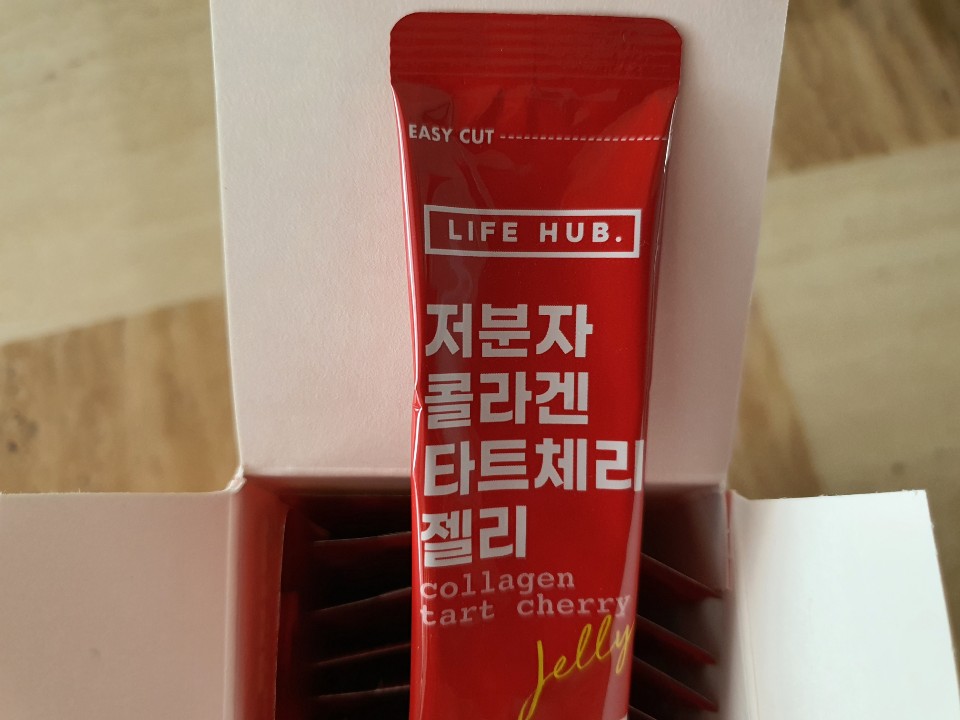 EASY CUT
LIFE HUB.
저분자
콜라겐
타트체리
젤리
collagen
tart cherry
Jelly